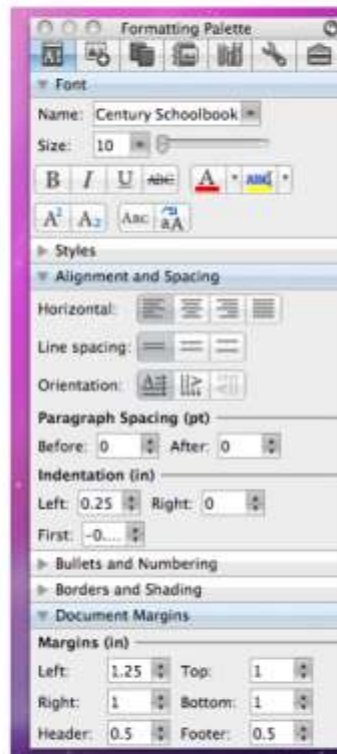 Formatting Palette
Font
Name: Century Schoolbook
Size: 10
B I U ABC A ABC
A² A₂ ABC aA
Styles
Alignment and Spacing
Horizontal:
Line spacing:
Orientation:
Paragraph Spacing (pt)
Before: 0 After: 0
Indentation (in)
Left: 0.25 Right: 0
First: -0....
Bullets and Numbering
Borders and Shading
Document Margins
Margins (in)
Left: 1.25 Top: 1
Right: 1 Bottom: 1
Header: 0.5 Footer: 0.5